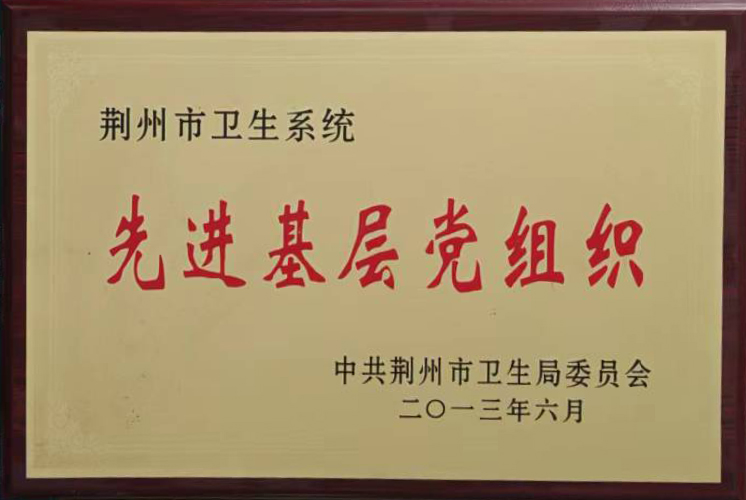 荆州市卫生系统
先进基层党组织
中共荆州市卫生局委员会
二〇一三年六月